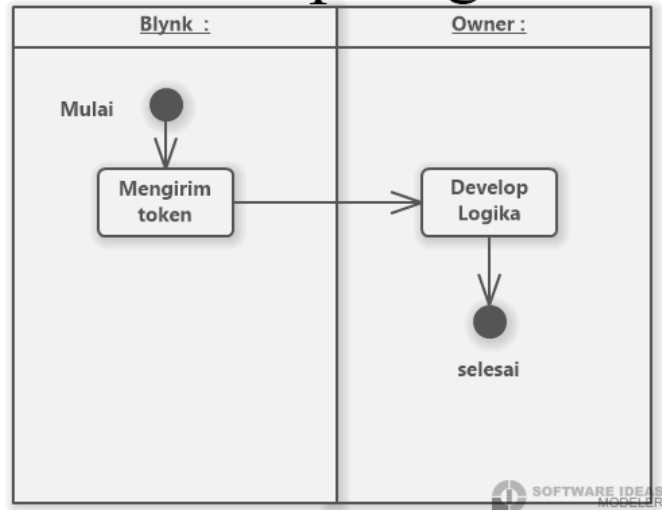 Blynk :
Owner :
Mulai
Mengirim
token
Develop
Logika
selesai
SOFTWARE IDEAS
MODELER